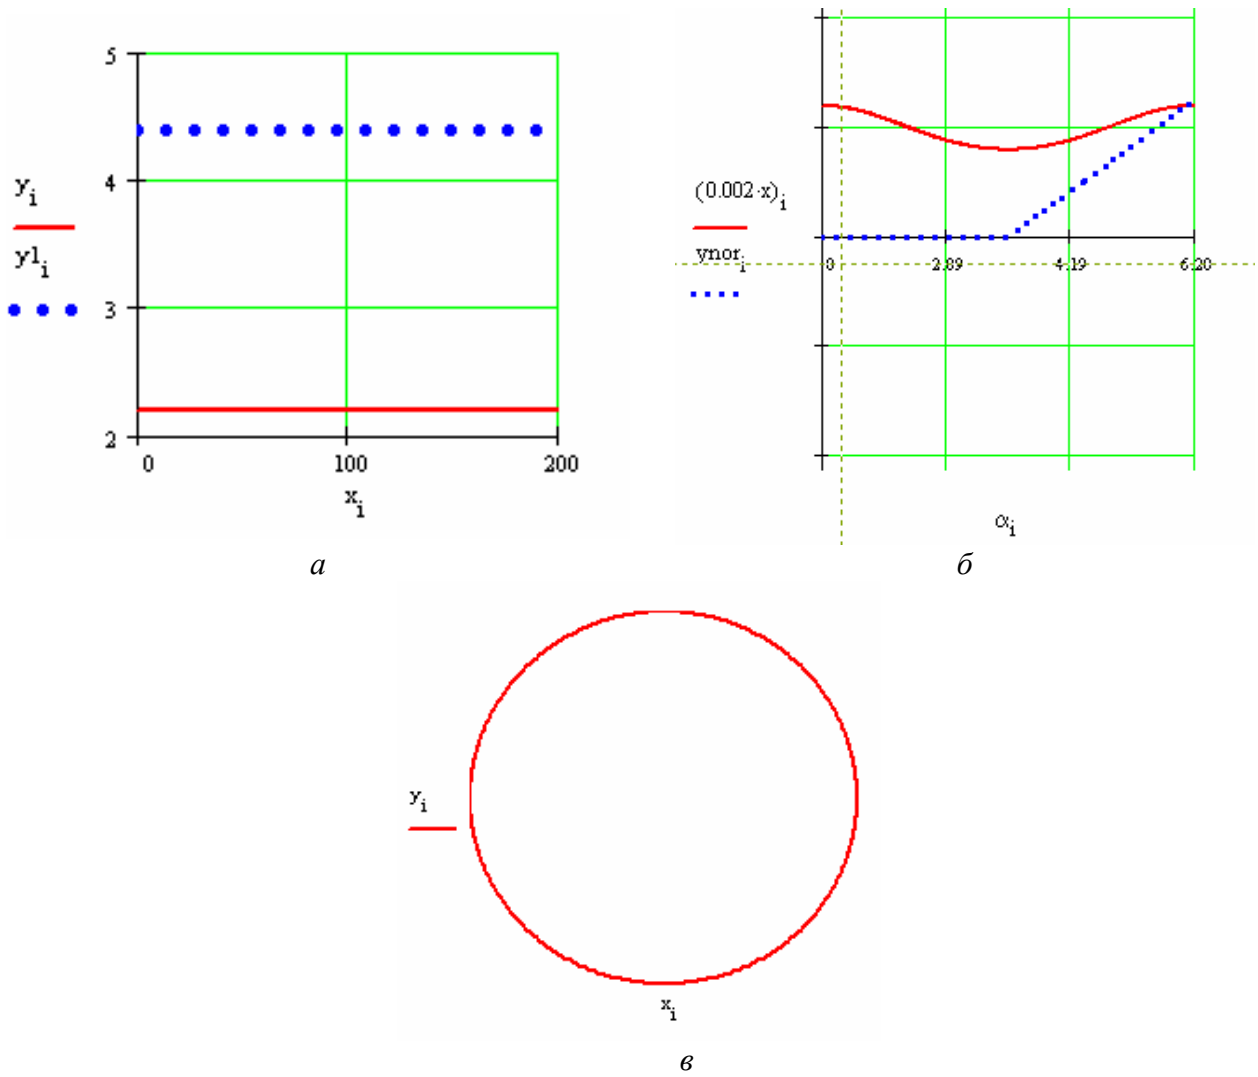 5
4
3
2
y_i
y1_i
0 100 200
x_i
а
(0.002·x)_i
ynor_i
0 2.09 4.19 6.20
α_i
б
y_i
x_i
в